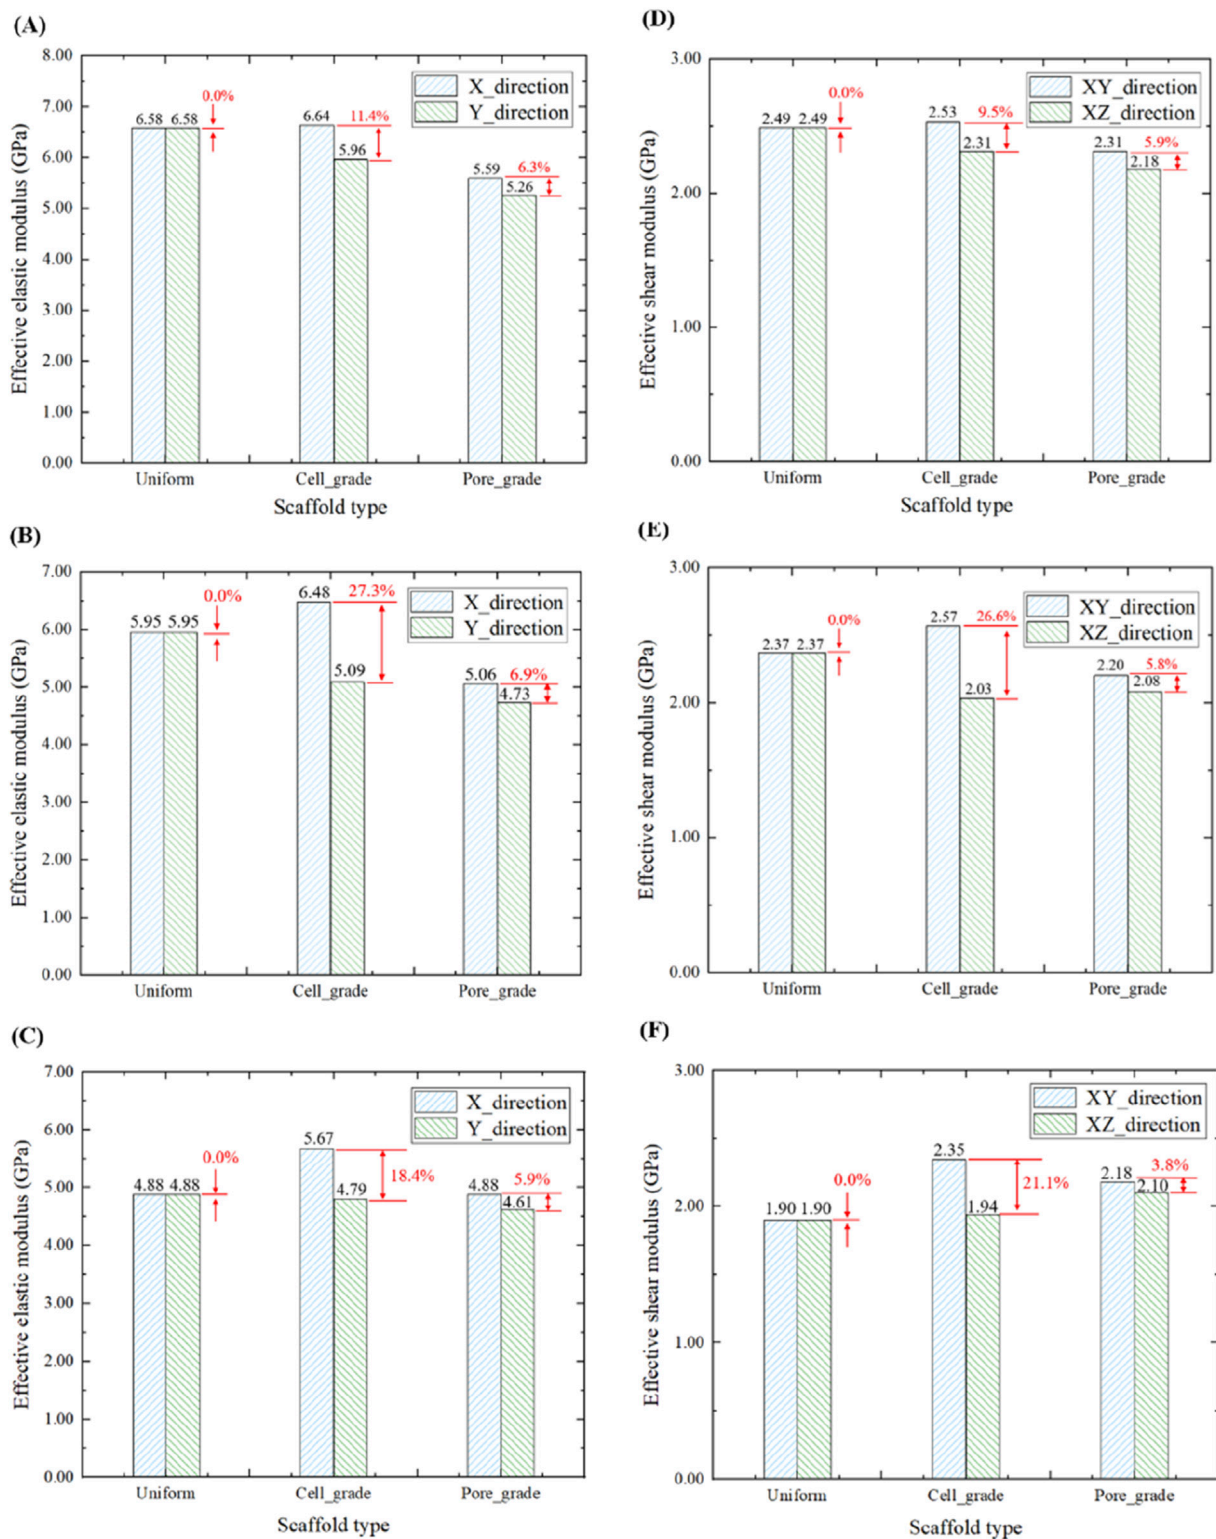 (A)
8.00
7.00
6.00
5.00
4.00
3.00
2.00
1.00
0.00
Effective elastic modulus (GPa)
X_direction
Y_direction
6.58 6.58
0.0%
6.64
11.4%
5.96
5.59
6.3%
5.26
Uniform
Cell_grade
Pore_grade
Scaffold type
(D)
3.00
2.00
1.00
0.00
Effective shear modulus (GPa)
XY_direction
XZ_direction
2.49 2.49
0.0%
2.53
9.5%
2.31
2.31
5.9%
2.18
Uniform
Cell_grade
Pore_grade
Scaffold type
(B)
7.00
6.00
5.00
4.00
3.00
2.00
1.00
0.00
Effective elastic modulus (GPa)
X_direction
Y_direction
5.95 5.95
0.0%
6.48
27.3%
5.09
5.06
6.9%
4.73
Uniform
Cell_grade
Pore_grade
(E)
3.00
2.00
1.00
0.00
Effective shear modulus (GPa)
XY_direction
XZ_direction
2.37 2.37
0.0%
2.57
26.6%
2.03
2.20
5.8%
2.08
Uniform
Cell_grade
Pore_grade
(C)
7.00
6.00
5.00
4.00
3.00
2.00
1.00
0.00
Effective elastic modulus (GPa)
X_direction
Y_direction
4.88 4.88
0.0%
5.67
18.4%
4.79
4.88
5.9%
4.61
Uniform
Cell_grade
Pore_grade
Scaffold type
(F)
3.00
2.00
1.00
0.00
Effective shear modulus (GPa)
XY_direction
XZ_direction
1.90 1.90
0.0%
2.35
21.1%
1.94
2.18
3.8%
2.10
Uniform
Cell_grade
Pore_grade
Scaffold type